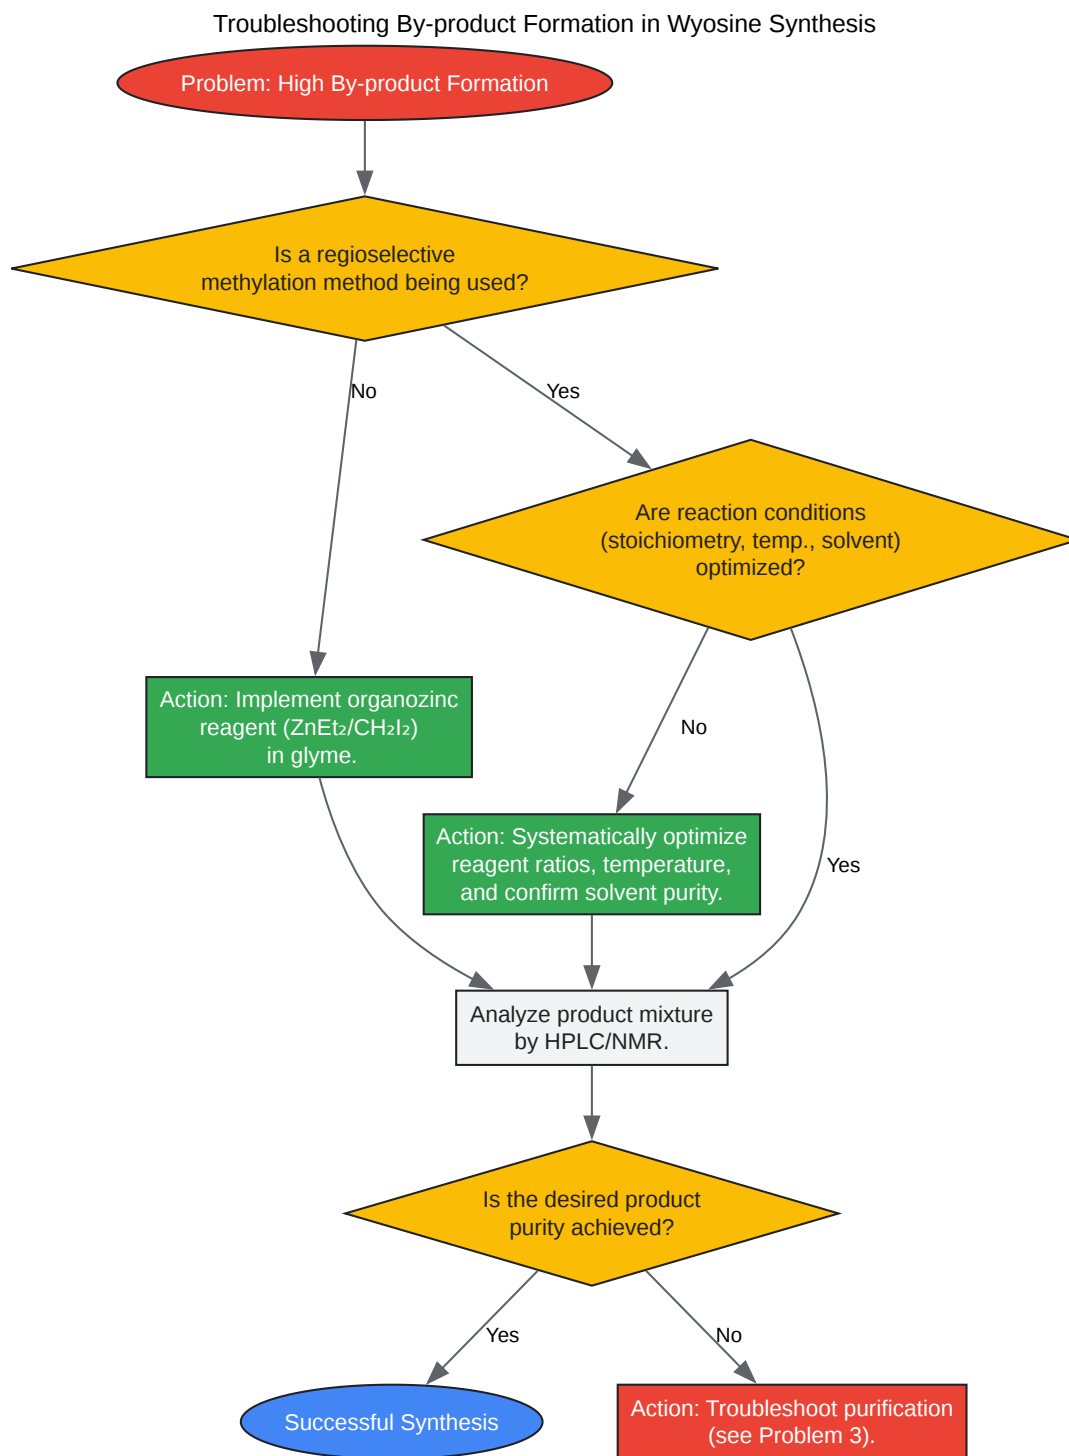 Troubleshooting By-product Formation in Wyosine Synthesis
Problem: High By-product Formation
Is a regioselective
methylation method being used?
No
Yes
Are reaction conditions
(stoichiometry, temp., solvent)
optimized?
Action: Implement organozinc
reagent (ZnEt₂/CH₂I₂)
in glyme.
No
Action: Systematically optimize
reagent ratios, temperature,
and confirm solvent purity.
Yes
Analyze product mixture
by HPLC/NMR.
Is the desired product
purity achieved?
Yes
No
Successful Synthesis
Action: Troubleshoot purification
(see Problem 3).